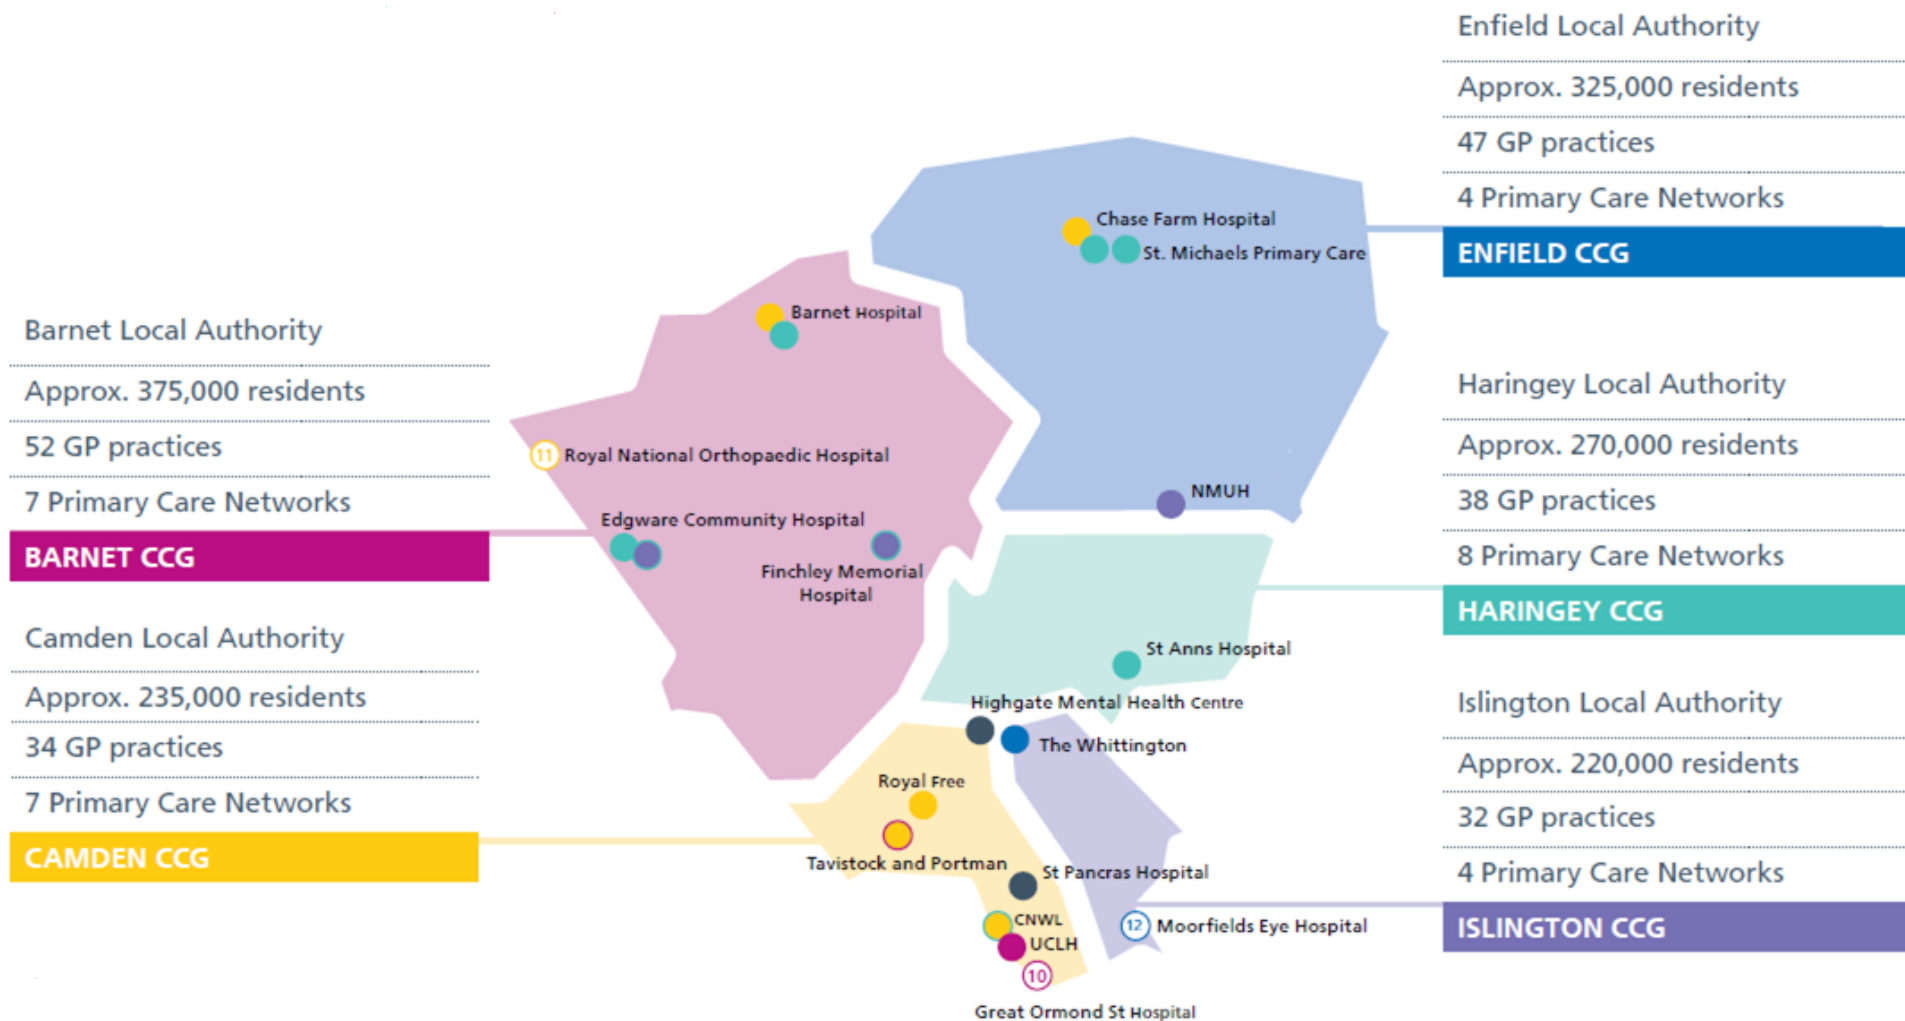 Enfield Local Authority
Approx. 325,000 residents
47 GP practices
4 Primary Care Networks
ENFIELD CCG
Chase Farm Hospital
St. Michaels Primary Care
Barnet Hospital
Barnet Local Authority
Approx. 375,000 residents
52 GP practices
7 Primary Care Networks
BARNET CCG
11 Royal National Orthopaedic Hospital
Edgware Community Hospital
Finchley Memorial
Hospital
NMUH
Haringey Local Authority
Approx. 270,000 residents
38 GP practices
8 Primary Care Networks
HARINGEY CCG
St Anns Hospital
Highgate Mental Health Centre
The Whittington
Camden Local Authority
Approx. 235,000 residents
34 GP practices
7 Primary Care Networks
CAMDEN CCG
Royal Free
Tavistock and Portman
St Pancras Hospital
CNWL
UCLH
10
Great Ormond St Hospital
Islington Local Authority
Approx. 220,000 residents
32 GP practices
4 Primary Care Networks
ISLINGTON CCG
12 Moorfields Eye Hospital